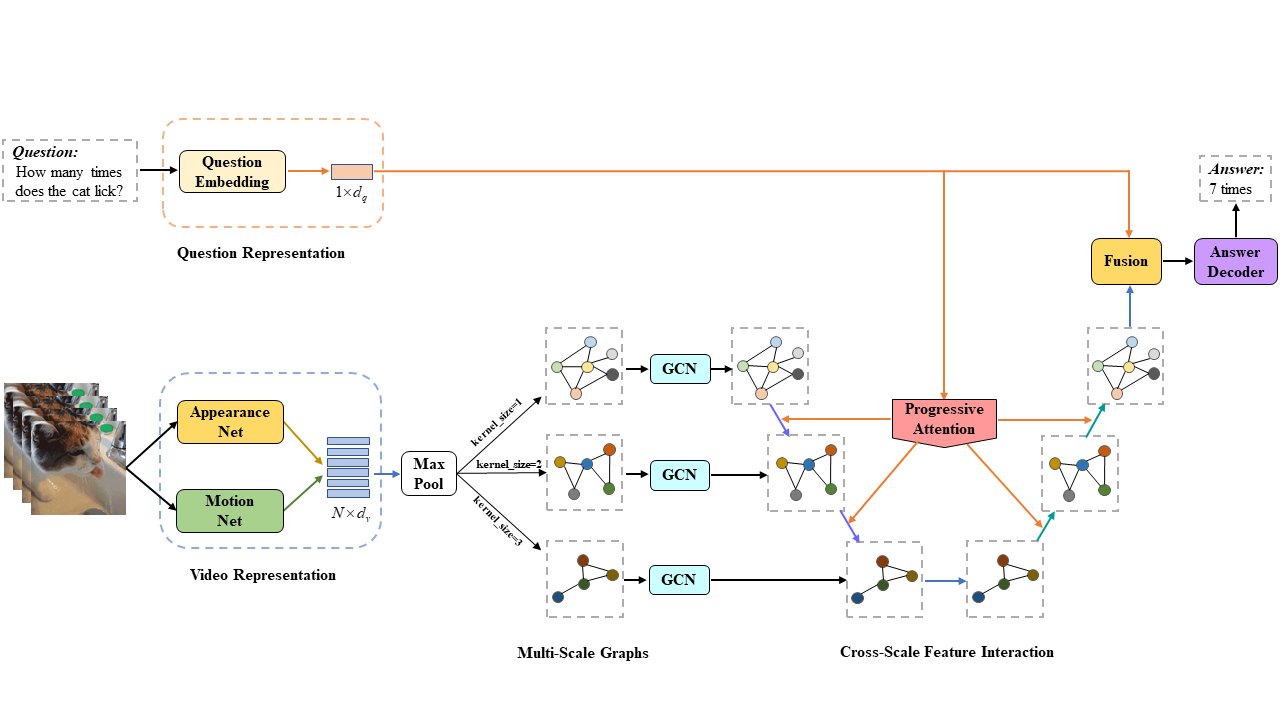 Question:
How many times
does the cat lick?
Question
Embedding
1×d_q
Question Representation
Answer:
7 times
Fusion
Answer
Decoder
Appearance
Net
Motion
Net
N×d_v
Video Representation
Max
Pool
kernel_size=1
kernel_size=2
kernel_size=3
GCN
GCN
GCN
Progressive
Attention
Multi-Scale Graphs
Cross-Scale Feature Interaction